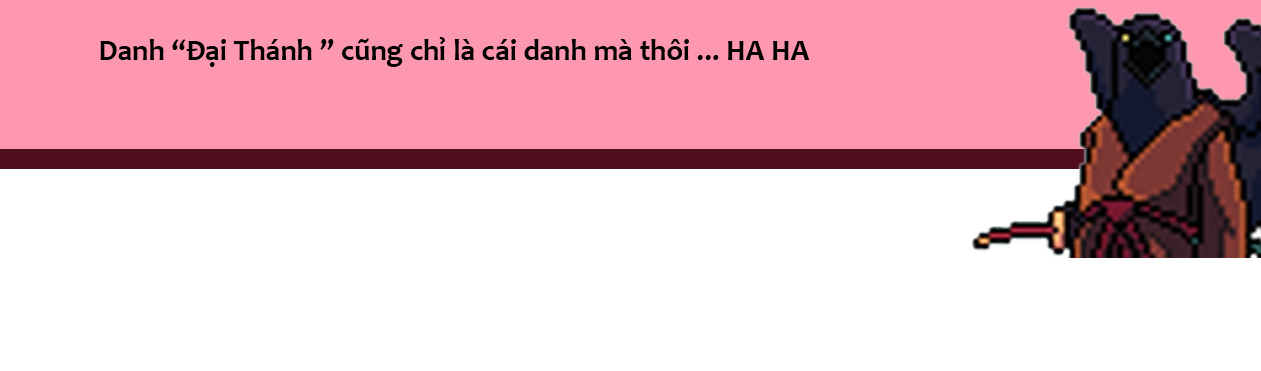 Danh “Đại Thánh ” cũng chỉ là cái danh mà thôi ... HA HA